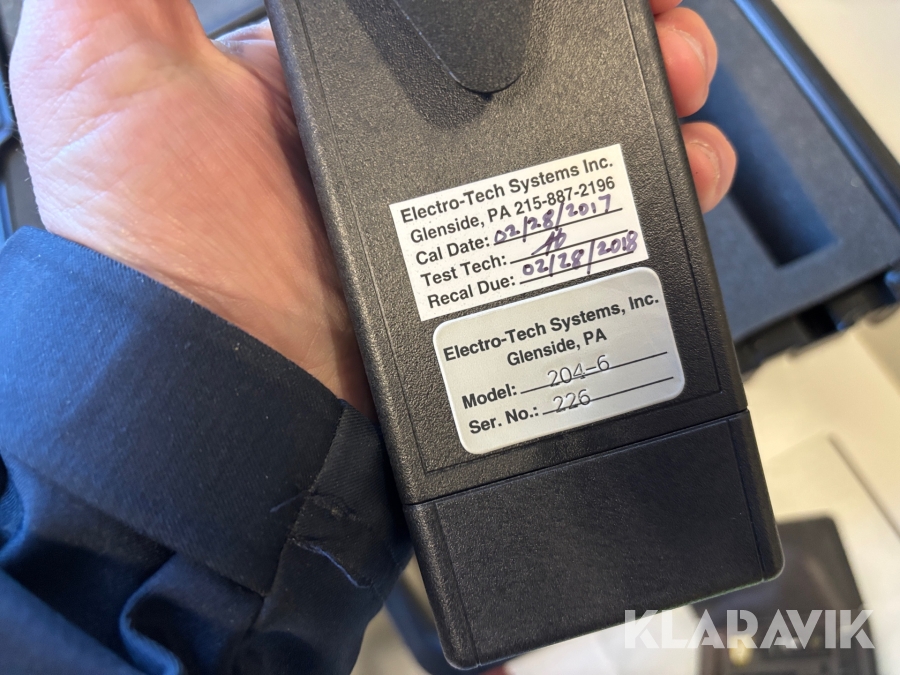 Electro-Tech Systems Inc.
Glenside, PA 215-887-2196
Cal Date: 02/28/2017
Test Tech:
Recal Due: 02/28/2018
Electro-Tech Systems, Inc.
Glenside, PA
Model: 204-6
Ser. No.: 226
KLARAVIK